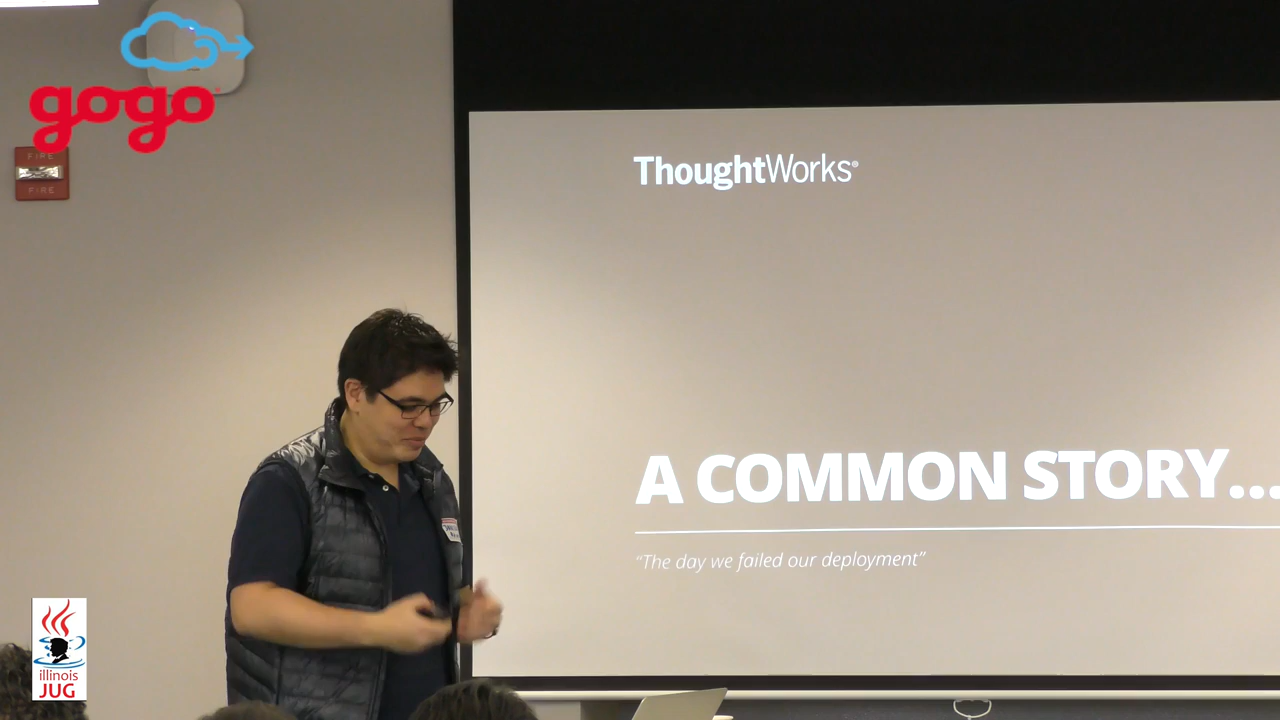 gogo
FIRE
FIRE
ThoughtWorks®
A COMMON STORY...
"The day we failed our deployment"
illinois
JUG